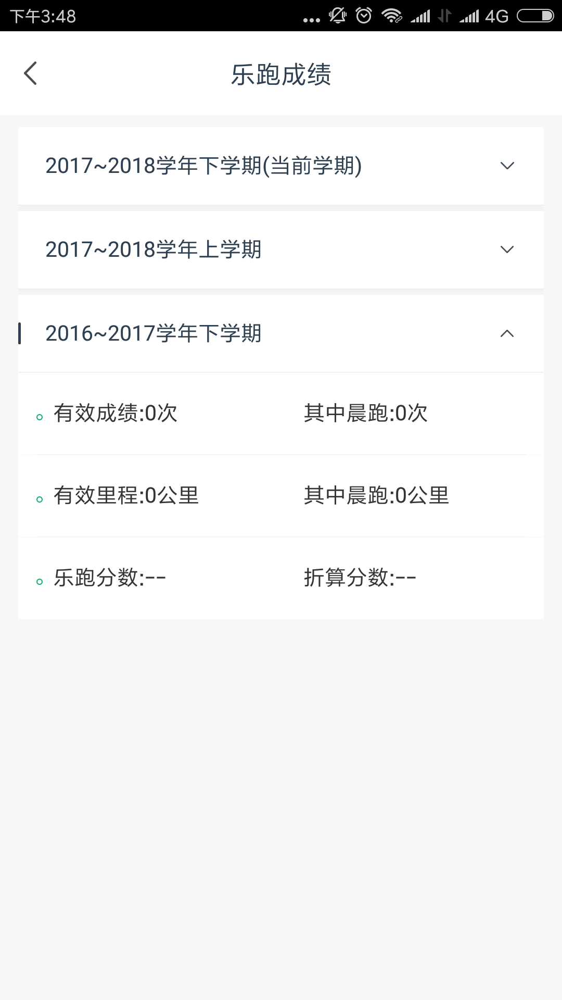 下午3:48
4G
乐跑成绩
2017~2018学年下学期(当前学期)
2017~2018学年上学期
2016~2017学年下学期
有效成绩:0次 其中晨跑:0次
有效里程:0公里 其中晨跑:0公里
乐跑分数:-- 折算分数:--